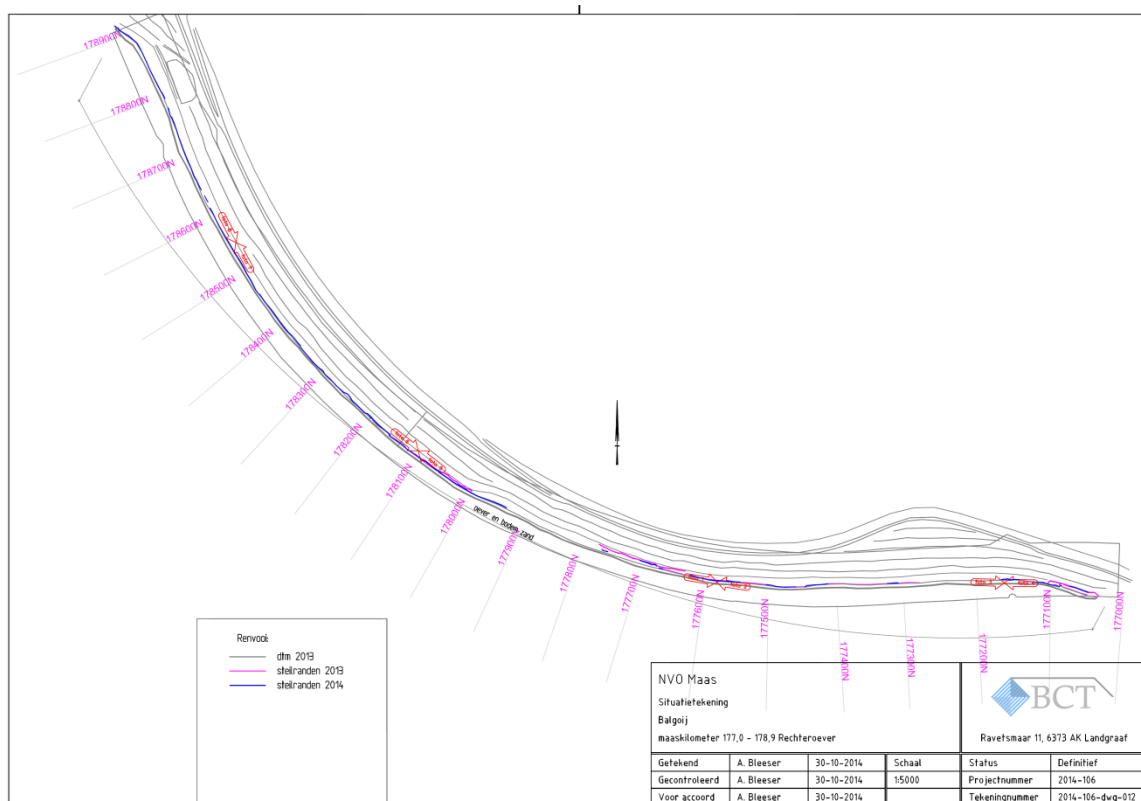 178900N
178800N
178700N
178600N
178500N
178400N
178300N
178200N
178100N
178000N
177900N
177800N
177700N
177600N
177500N
177400N
177300N
177200N
177100N
177000N
oever en bodem zand
Renvooi:
dtm 2013
steilranden 2013
steilranden 2014
NVO Maas
Situatietekening
Balgoij
maaskilometer 177,0 - 178,9 Rechteroever
BCT
Ravetsmaar 11, 6373 AK Landgraaf
Getekend A. Bleeser 30-10-2014 Schaal Status Definitief
Gecontroleerd A. Bleeser 30-10-2014 1:5000 Projectnummer 2014-106
Voor accoord A. Bleeser 30-10-2014 Tekeningnummer 2014-106-dwg-012